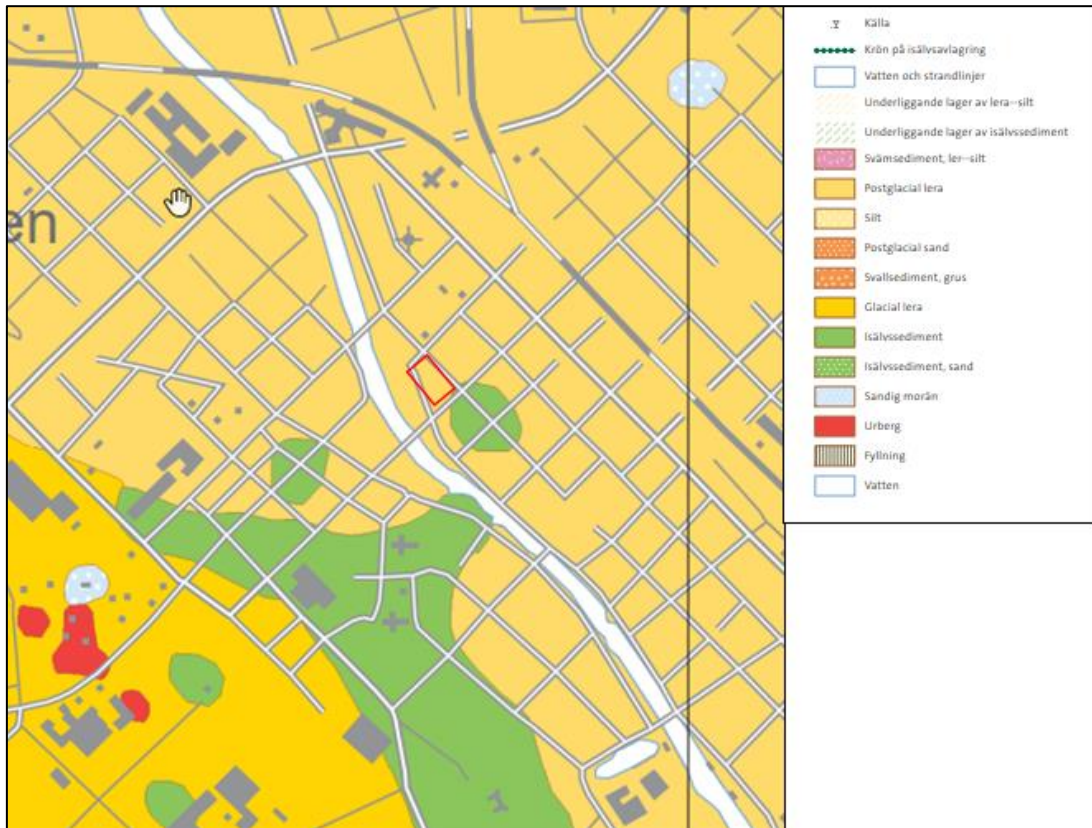 en
Källa
Krön på isälvsavlagring
Vatten och strandlinjer
Underliggande lager av lera--silt
Underliggande lager av isälvssediment
Svämsediment, ler--silt
Postglacial lera
Silt
Postglacial sand
Svallsediment, grus
Glacial lera
Isälvssediment
Isälvssediment, sand
Sandig morän
Urberg
Fyllning
Vatten